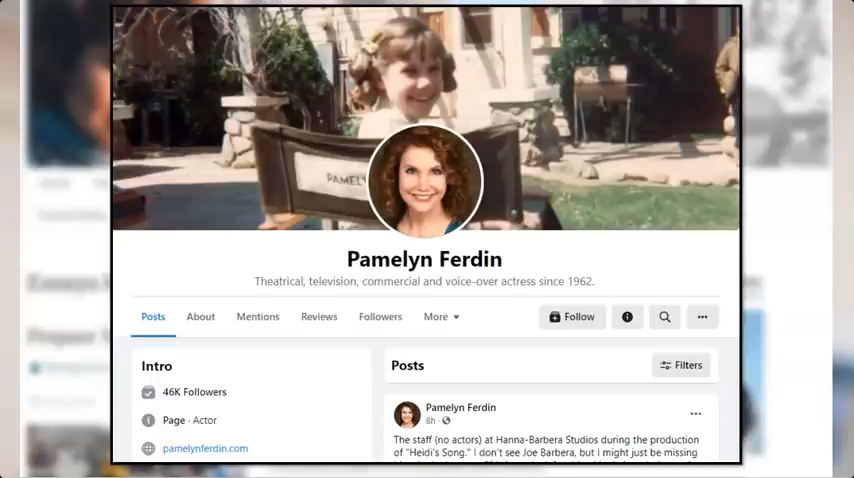 PAMEL
Pamelyn Ferdin
Theatrical, television, commercial and voice-over actress since 1962.
Posts About Mentions Reviews Followers More Follow
Intro
46K Followers
Page · Actor
pamelynferdin.com
Posts Filters
Pamelyn Ferdin
8h ·
The staff (no actors) at Hanna-Barbera Studios during the production
of "Heidi's Song." I don't see Joe Barbera, but I might just be missing